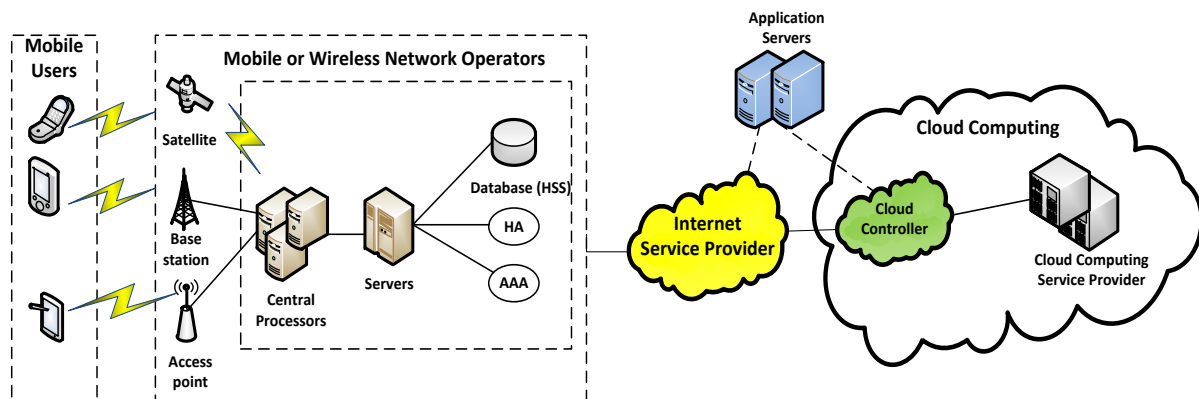 Mobile
Users
Mobile or Wireless Network Operators
Satellite
Base
station
Access
point
Central
Processors
Servers
Database (HSS)
HA
AAA
Internet
Service Provider
Application
Servers
Cloud Computing
Cloud
Controller
Cloud Computing
Service Provider